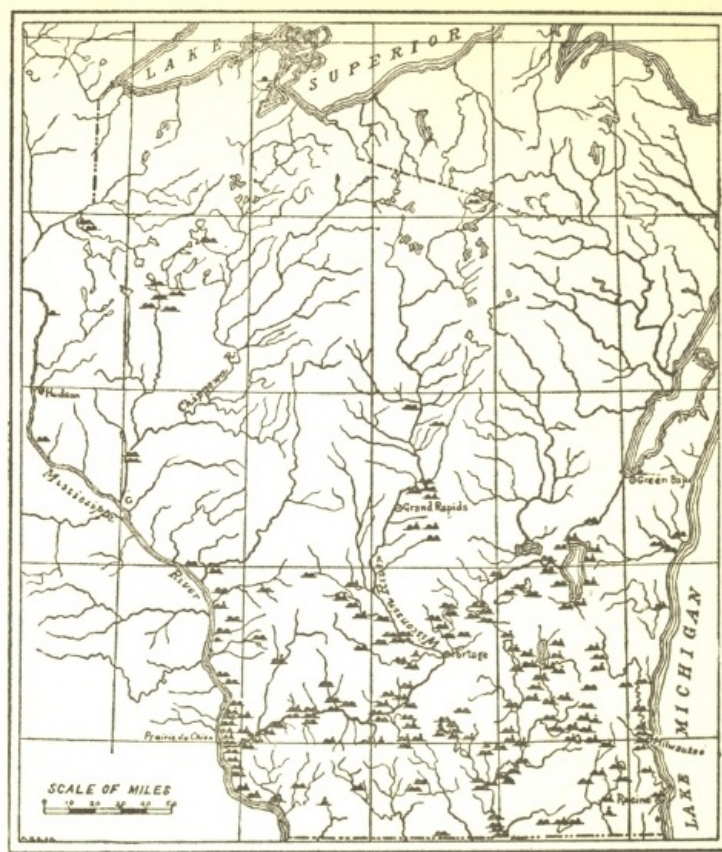 LAKE SUPERIOR
Chippewa R.
Hudson
Mississippi
River
Green Bay
Grand Rapids
Wisconsin River
Portage
LAKE MICHIGAN
Prairie du Chien
Milwaukee
Racine
SCALE OF MILES
0 10 20 30 40 50